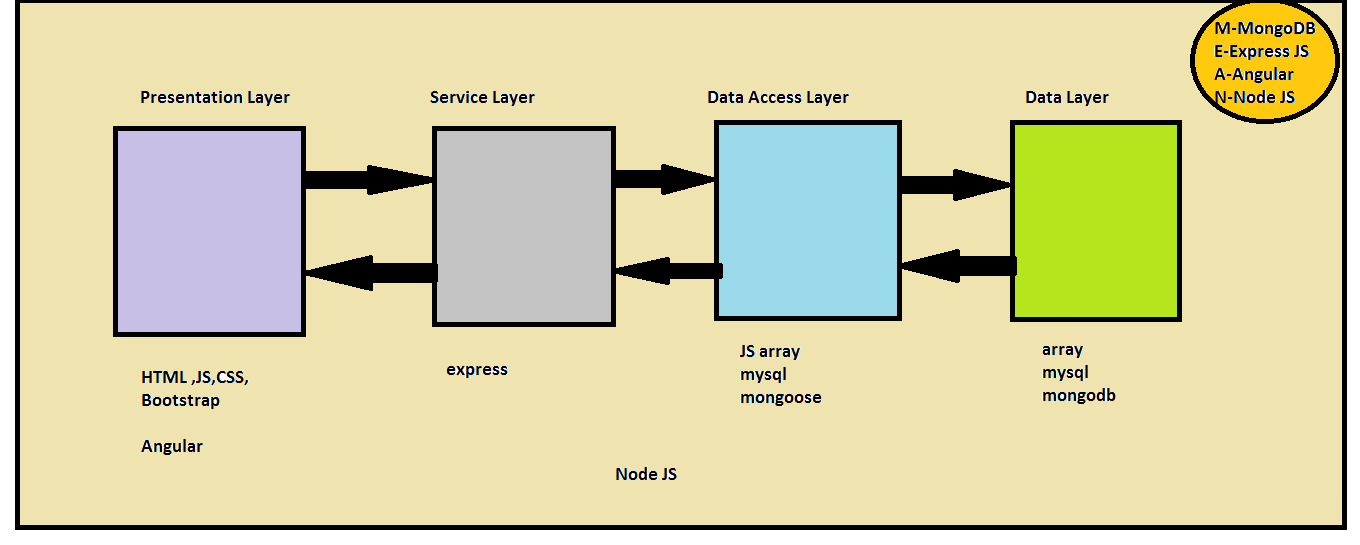 M-MongoDB
E-Express JS
A-Angular
N-Node JS
Presentation Layer
Service Layer
Data Access Layer
Data Layer
HTML ,JS,CSS,
Bootstrap
Angular
express
JS array
mysql
mongoose
array
mysql
mongodb
Node JS